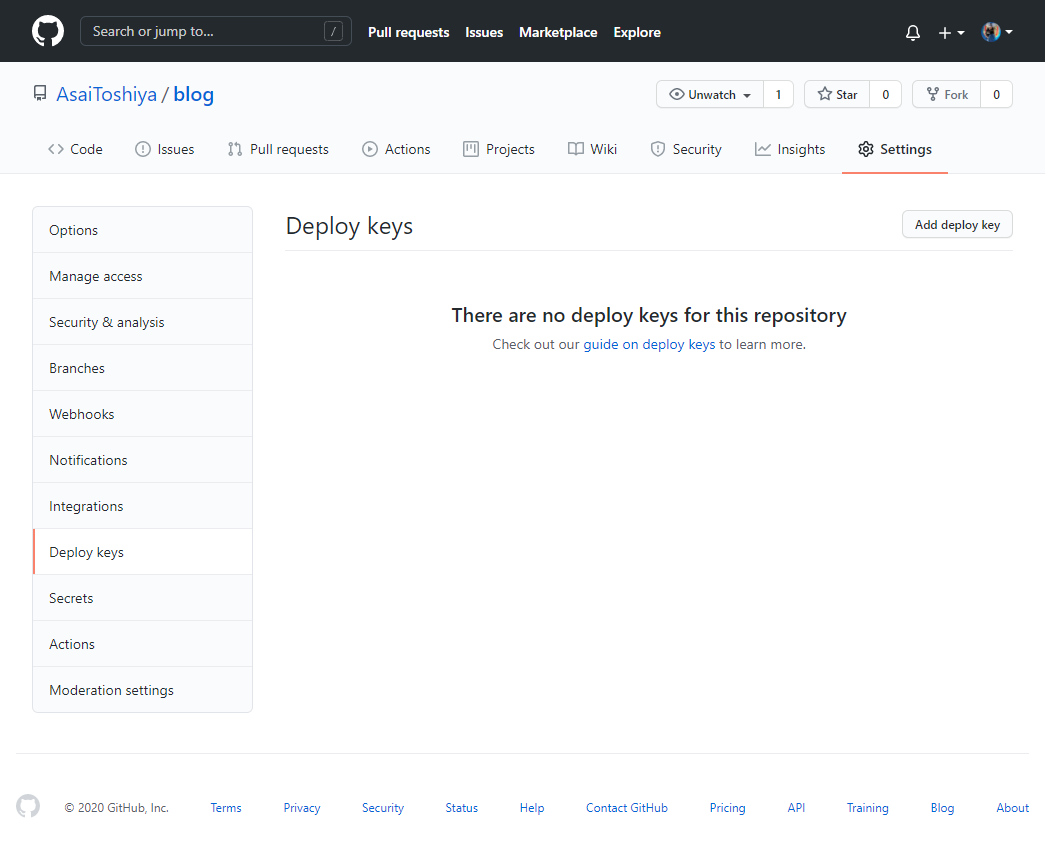 Search or jump to... / Pull requests Issues Marketplace Explore
AsaiToshiya / blog Unwatch 1 Star 0 Fork 0
Code Issues Pull requests Actions Projects Wiki Security Insights Settings
Options
Manage access
Security & analysis
Branches
Webhooks
Notifications
Integrations
Deploy keys
Secrets
Actions
Moderation settings
Deploy keys Add deploy key
There are no deploy keys for this repository
Check out our guide on deploy keys to learn more.
© 2020 GitHub, Inc. Terms Privacy Security Status Help Contact GitHub Pricing API Training Blog About